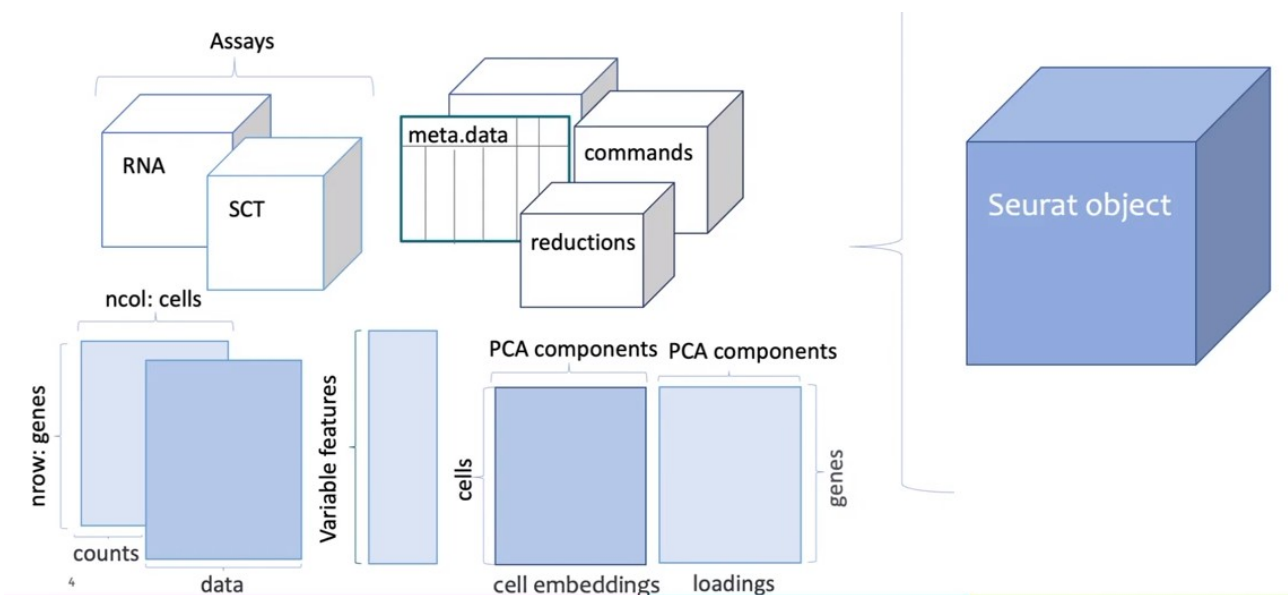 Assays
RNA
SCT
meta.data
commands
reductions
Seurat object
ncol: cells
nrow: genes
counts
data
Variable features
PCA components
PCA components
cells
genes
cell embeddings
loadings
4